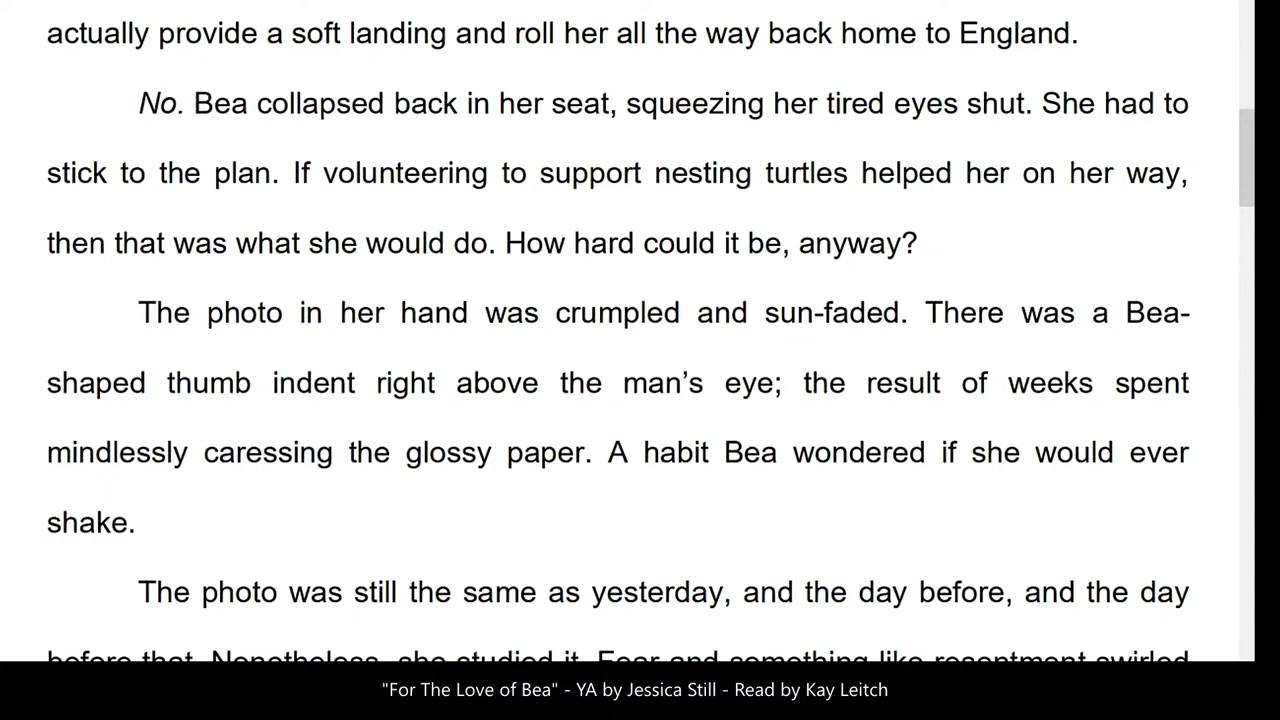 actually provide a soft landing and roll her all the way back home to England.
No. Bea collapsed back in her seat, squeezing her tired eyes shut. She had to
stick to the plan. If volunteering to support nesting turtles helped her on her way,
then that was what she would do. How hard could it be, anyway?
The photo in her hand was crumpled and sun-faded. There was a Bea-
shaped thumb indent right above the man’s eye; the result of weeks spent
mindlessly caressing the glossy paper. A habit Bea wondered if she would ever
shake.
The photo was still the same as yesterday, and the day before, and the day
before that. Nonetheless, she studied it. Fear and something like resentment swirled
"For The Love of Bea" - YA by Jessica Still - Read by Kay Leitch